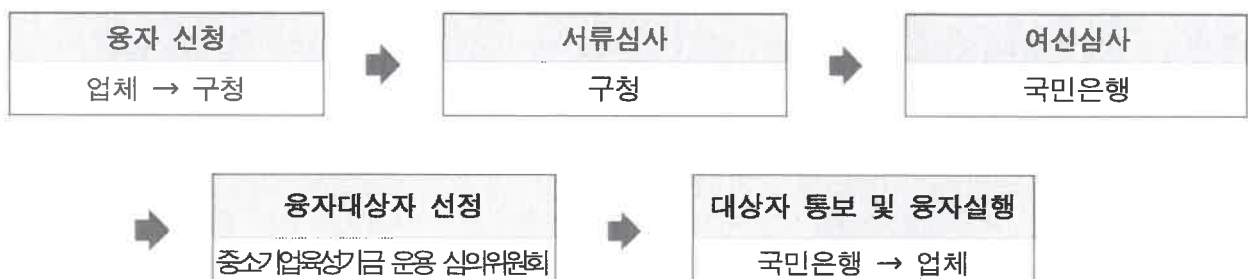 융자 신청
업체 → 구청
서류심사
구청
여신심사
국민은행
융자대상자 선정
중소기업육성기금 운용 심의위원회
대상자 통보 및 융자실행
국민은행 → 업체